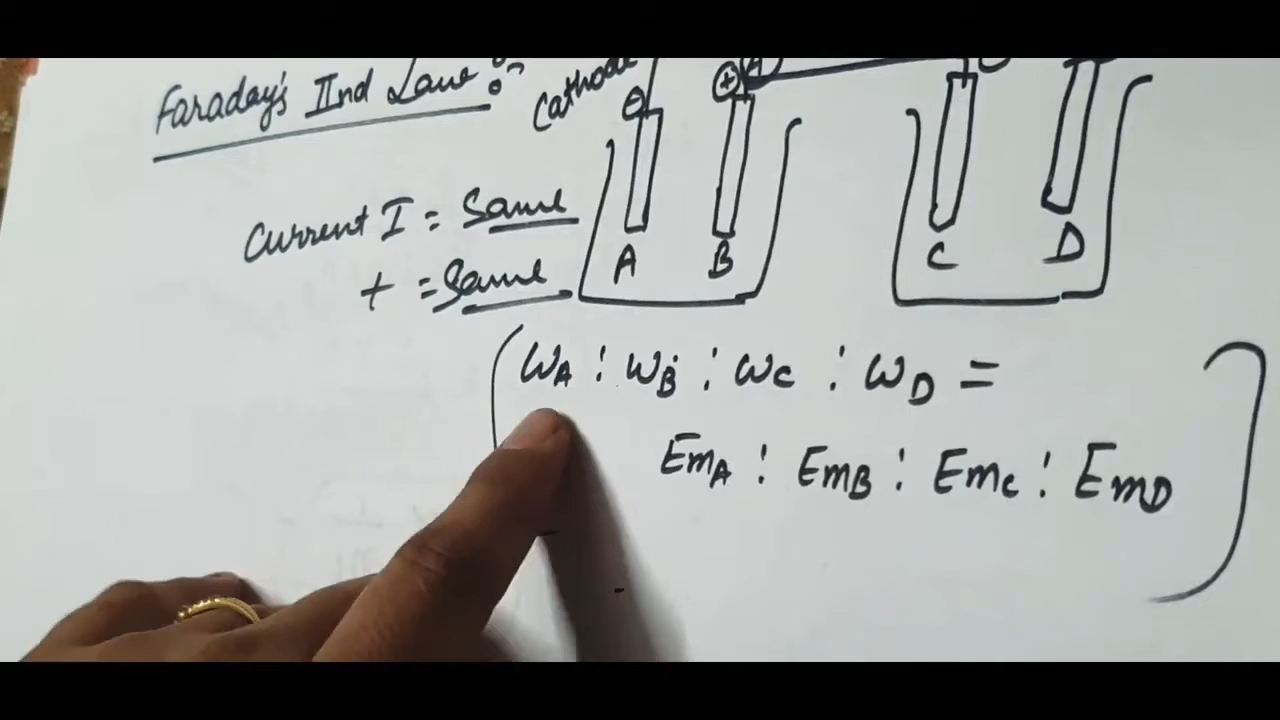 Faraday's IInd Law :-
Cathode
⊖ ⊕
A B C D
Current I = Same
t = Same
WA : WB : WC : WD =
EmA : EmB : EmC : EmD